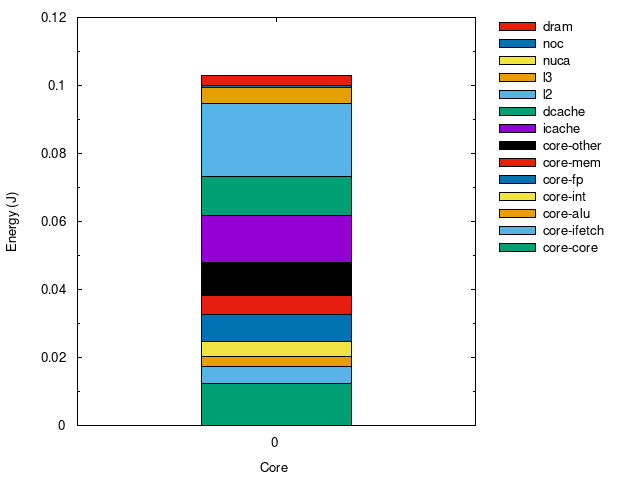 0.12
0.1
0.08
0.06
0.04
0.02
0
Energy (J)
0
Core
dram
noc
nuca
l3
l2
dcache
icache
core-other
core-mem
core-fp
core-int
core-alu
core-ifetch
core-core